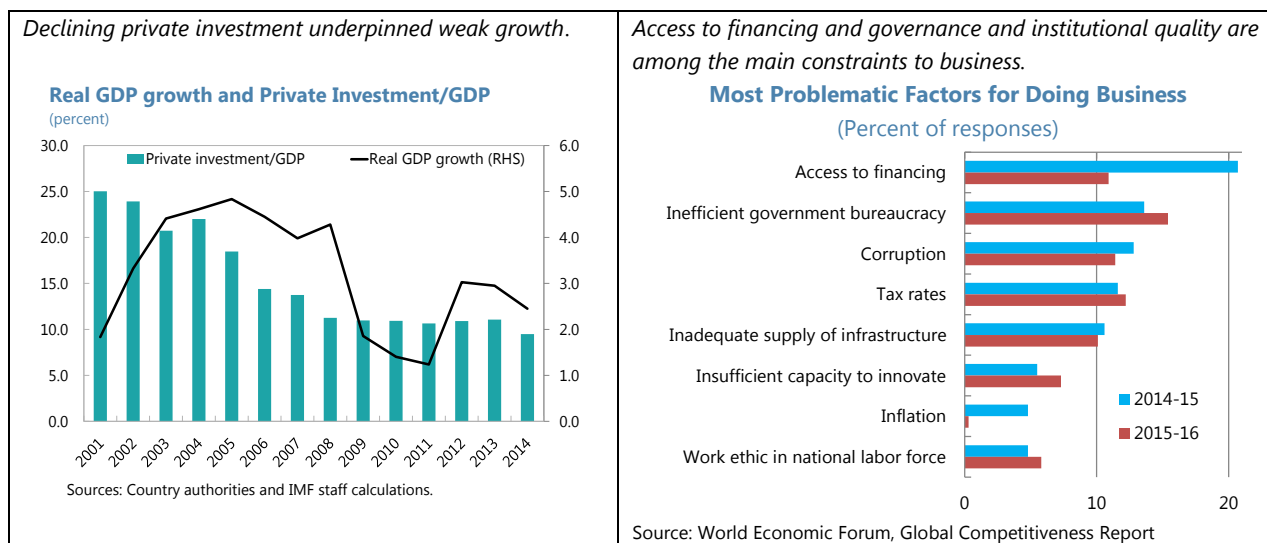 Declining private investment underpinned weak growth.
Real GDP growth and Private Investment/GDP
(percent)
30.0
25.0
20.0
15.0
10.0
5.0
0.0
Private investment/GDP
Real GDP growth (RHS)
6.0
5.0
4.0
3.0
2.0
1.0
0.0
2001
2002
2003
2004
2005
2006
2007
2008
2009
2010
2011
2012
2013
2014
Sources: Country authorities and IMF staff calculations.
Access to financing and governance and institutional quality are
among the main constraints to business.
Most Problematic Factors for Doing Business
(Percent of responses)
Access to financing
Inefficient government bureaucracy
Corruption
Tax rates
Inadequate supply of infrastructure
Insufficient capacity to innovate
Inflation
Work ethic in national labor force
2014-15
2015-16
0
10
20
Source: World Economic Forum, Global Competitiveness Report